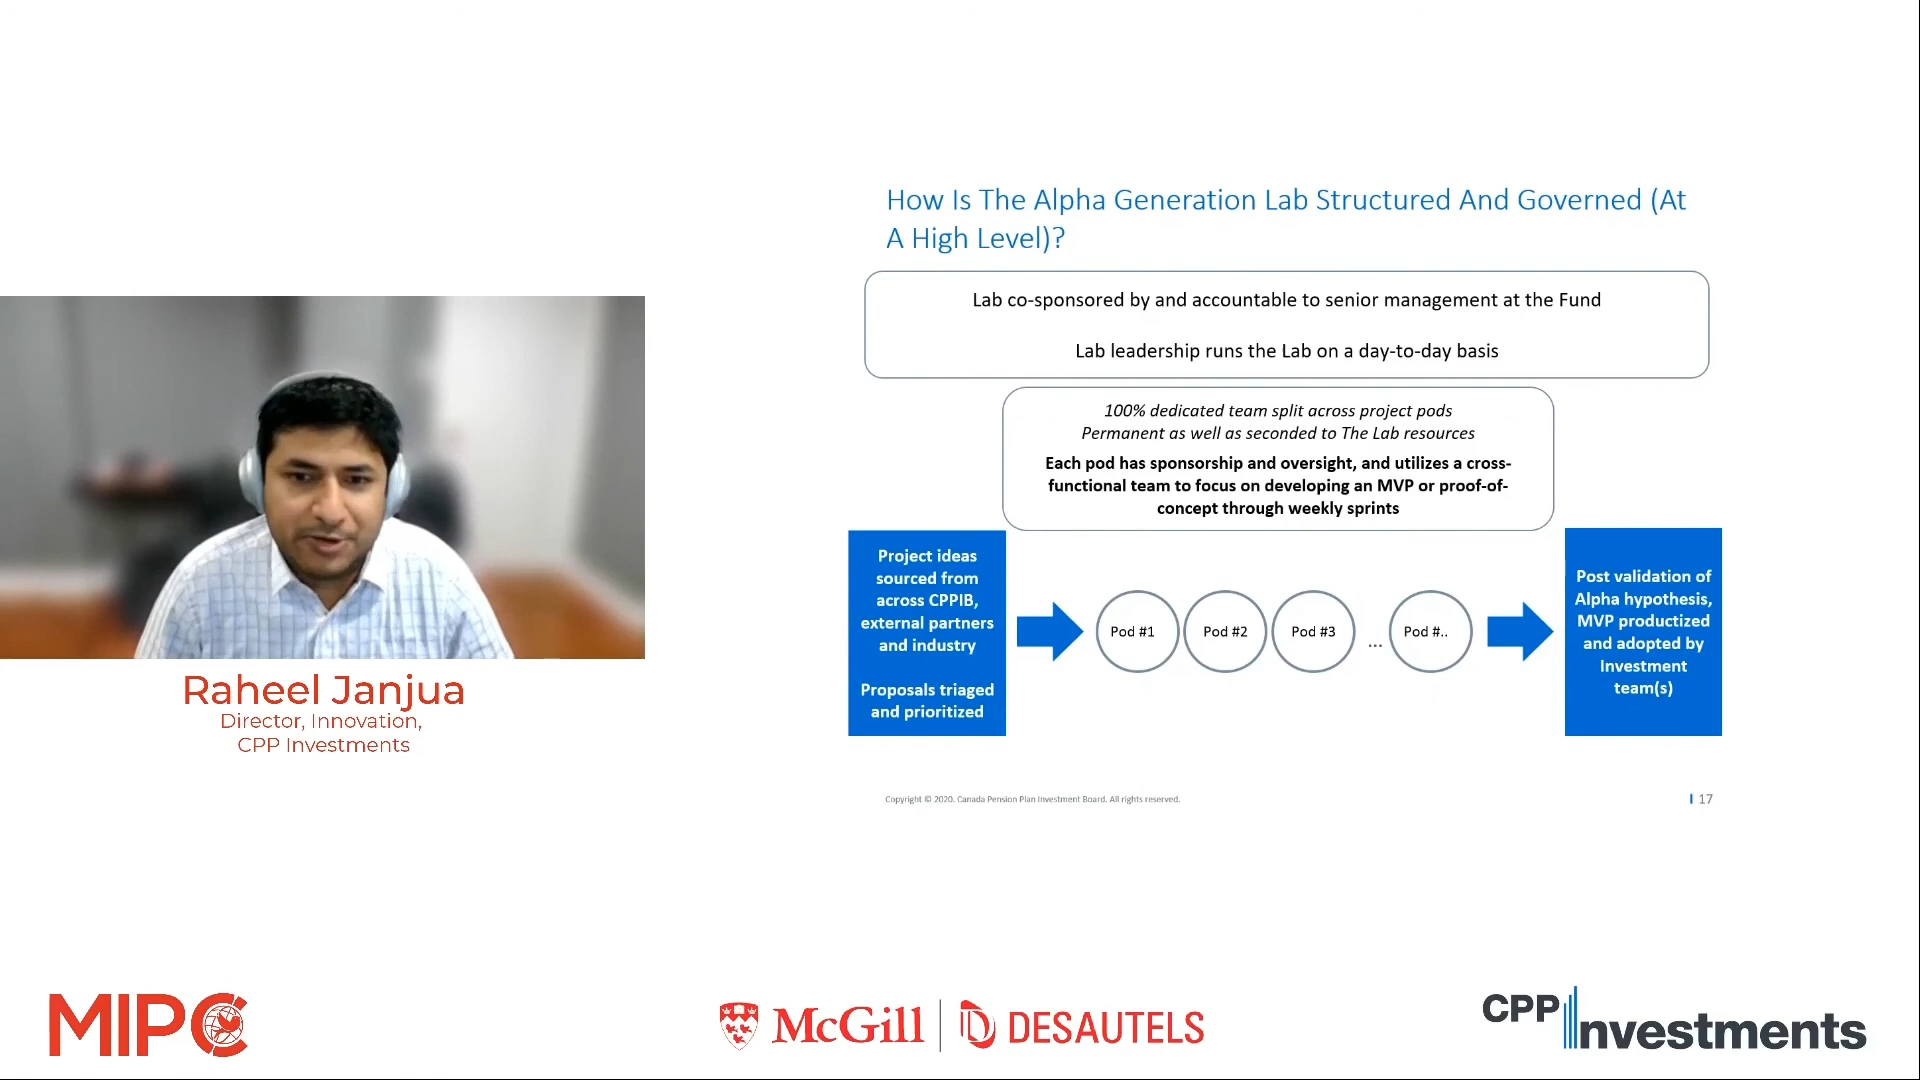 How Is The Alpha Generation Lab Structured And Governed (At
A High Level)?
Lab co-sponsored by and accountable to senior management at the Fund
Lab leadership runs the Lab on a day-to-day basis
100% dedicated team split across project pods
Permanent as well as seconded to The Lab resources
Each pod has sponsorship and oversight, and utilizes a cross-
functional team to focus on developing an MVP or proof-of-
concept through weekly sprints
Project ideas
sourced from
across CPPIB,
external partners
and industry
Proposals triaged
and prioritized
Pod #1
Pod #2
Pod #3
...
Pod #..
Post validation of
Alpha hypothesis,
MVP productized
and adopted by
Investment
team(s)
Copyright © 2020. Canada Pension Plan Investment Board. All rights reserved.
17
Raheel Janjua
Director, Innovation,
CPP Investments
MIPC
McGill
DESAUTELS
CPP
Investments